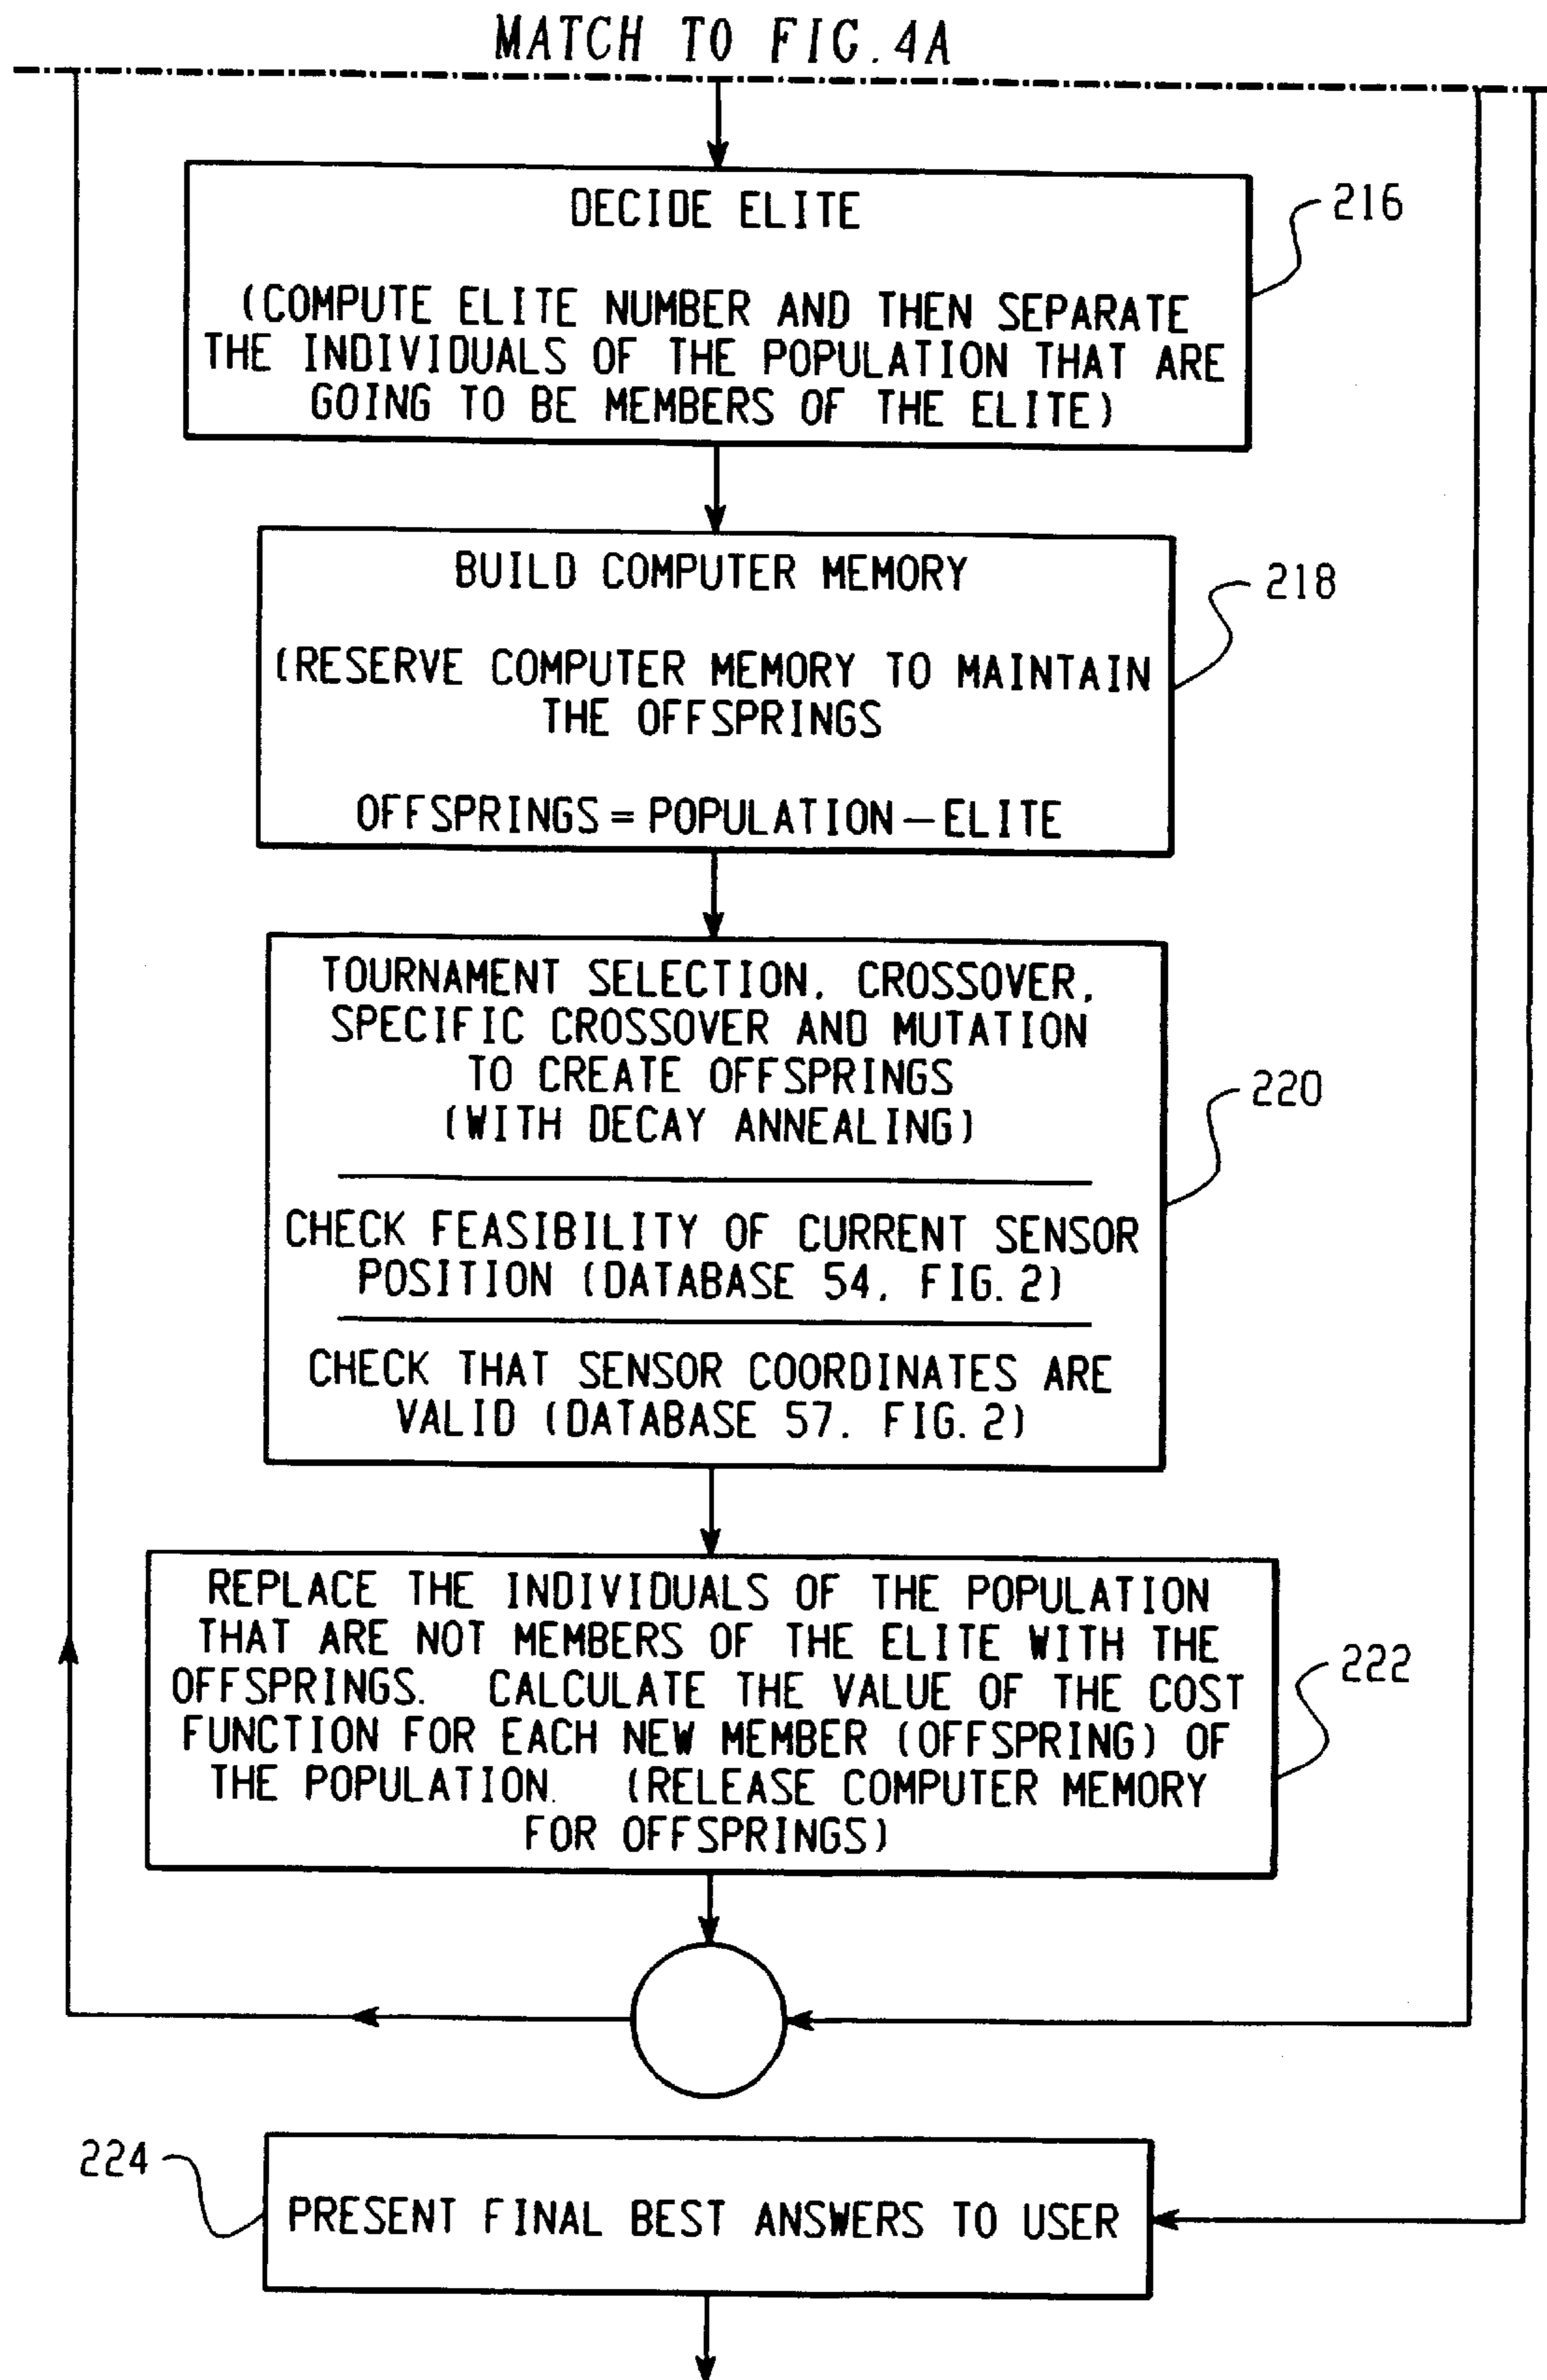 MATCH TO FIG.4A
DECIDE ELITE
216
(COMPUTE ELITE NUMBER AND THEN SEPARATE
THE INDIVIDUALS OF THE POPULATION THAT ARE
GOING TO BE MEMBERS OF THE ELITE)
BUILD COMPUTER MEMORY
218
(RESERVE COMPUTER MEMORY TO MAINTAIN
THE OFFSPRINGS
OFFSPRINGS = POPULATION – ELITE
TOURNAMENT SELECTION, CROSSOVER,
SPECIFIC CROSSOVER AND MUTATION
TO CREATE OFFSPRINGS
220
(WITH DECAY ANNEALING)
CHECK FEASIBILITY OF CURRENT SENSOR
POSITION (DATABASE 54, FIG. 2)
CHECK THAT SENSOR COORDINATES ARE
VALID (DATABASE 57, FIG. 2)
REPLACE THE INDIVIDUALS OF THE POPULATION
THAT ARE NOT MEMBERS OF THE ELITE WITH THE
222
OFFSPRINGS. CALCULATE THE VALUE OF THE COST
FUNCTION FOR EACH NEW MEMBER (OFFSPRING) OF
THE POPULATION. (RELEASE COMPUTER MEMORY
FOR OFFSPRINGS)
224
PRESENT FINAL BEST ANSWERS TO USER